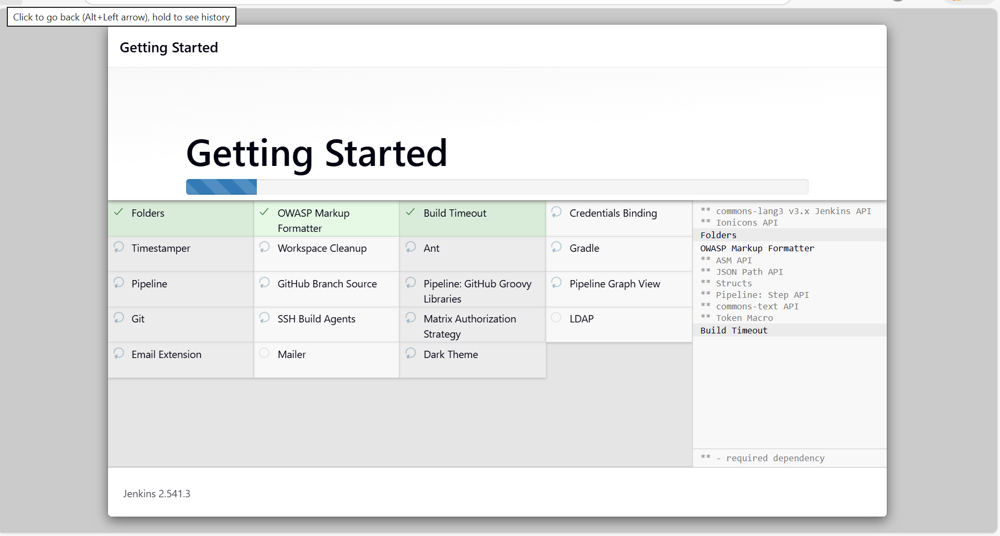 Click to go back (Alt+Left arrow), hold to see history
Getting Started
Getting Started
Folders
OWASP Markup
Formatter
Build Timeout
Credentials Binding
Timestamper
Workspace Cleanup
Ant
Gradle
Pipeline
GitHub Branch Source
Pipeline: GitHub Groovy
Libraries
Pipeline Graph View
Git
SSH Build Agents
Matrix Authorization
Strategy
LDAP
Email Extension
Mailer
Dark Theme
** commons-lang3 v3.x Jenkins API
** Ionicons API
Folders
OWASP Markup Formatter
** ASM API
** JSON Path API
** Structs
** Pipeline: Step API
** commons-text API
** Token Macro
Build Timeout
** - required dependency
Jenkins 2.541.3